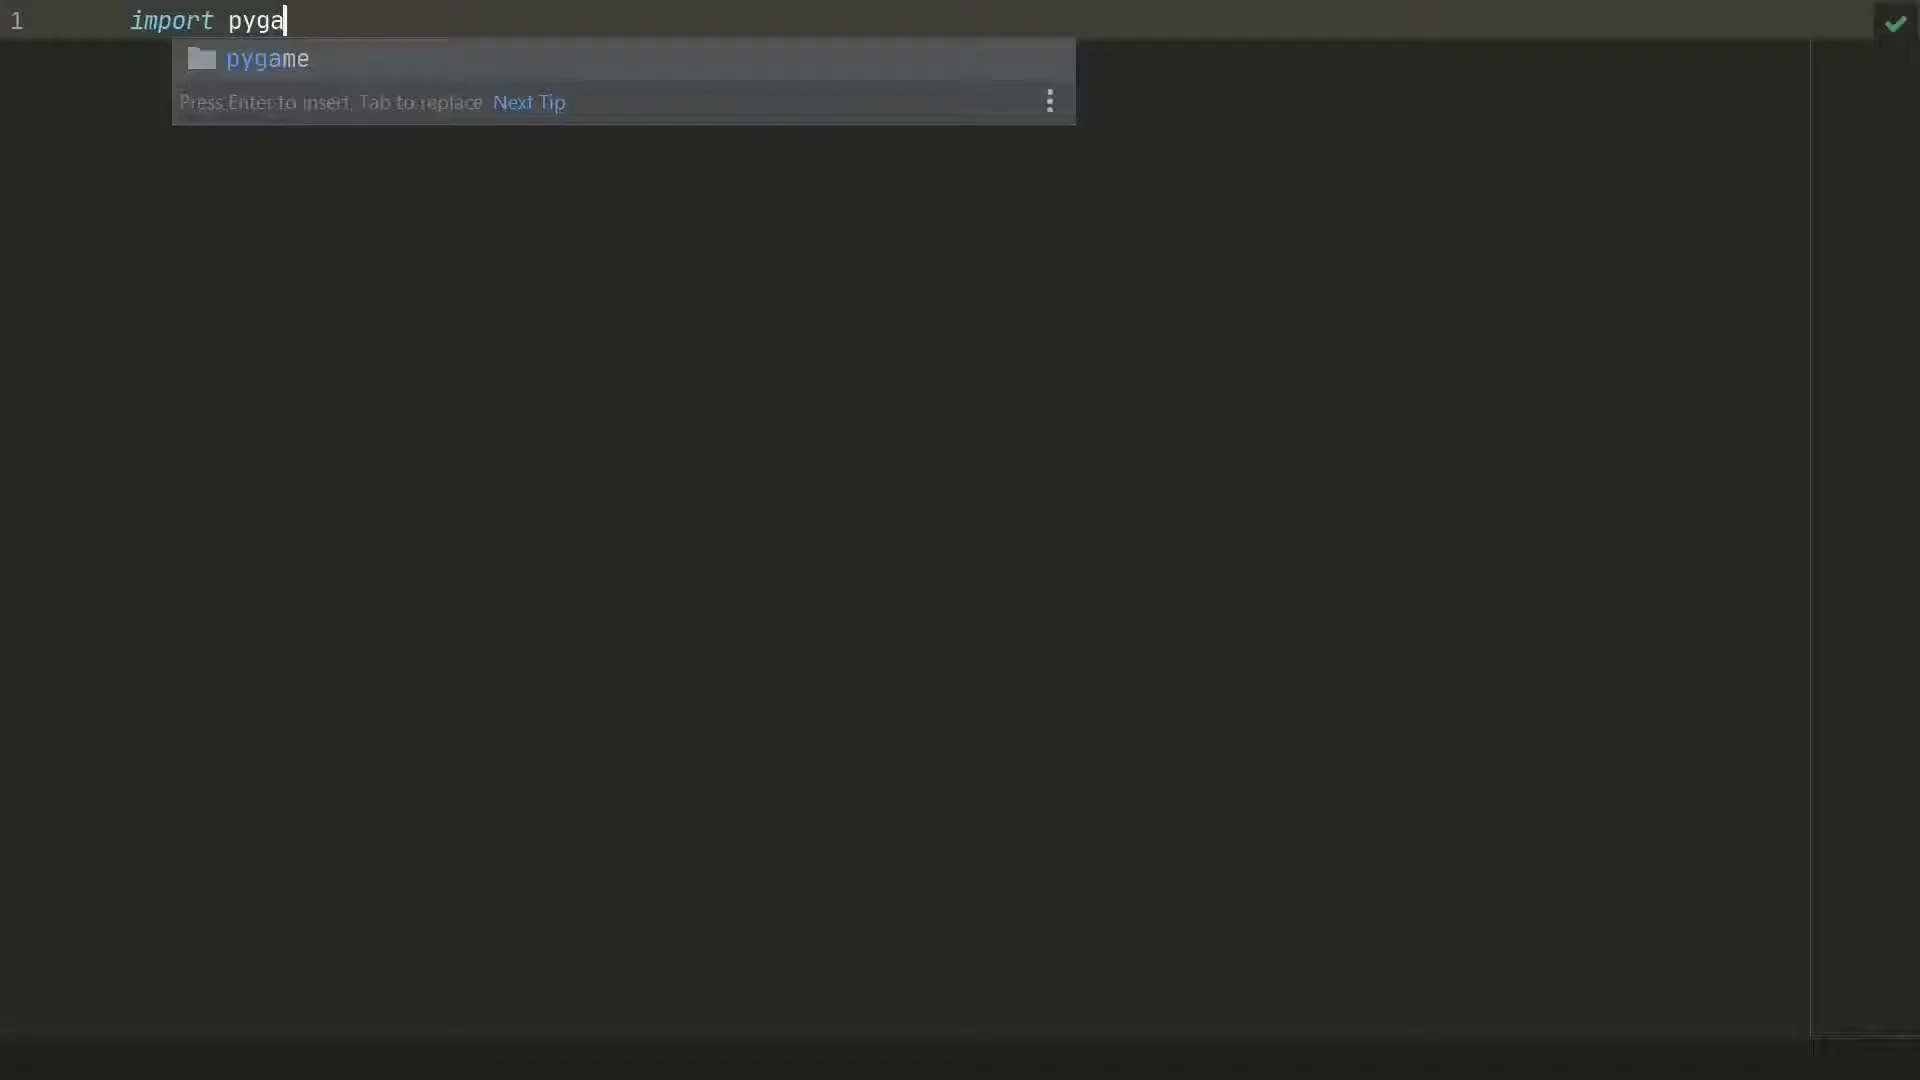 1 import pyga
pygame
Press Enter to insert, Tab to replace Next Tip